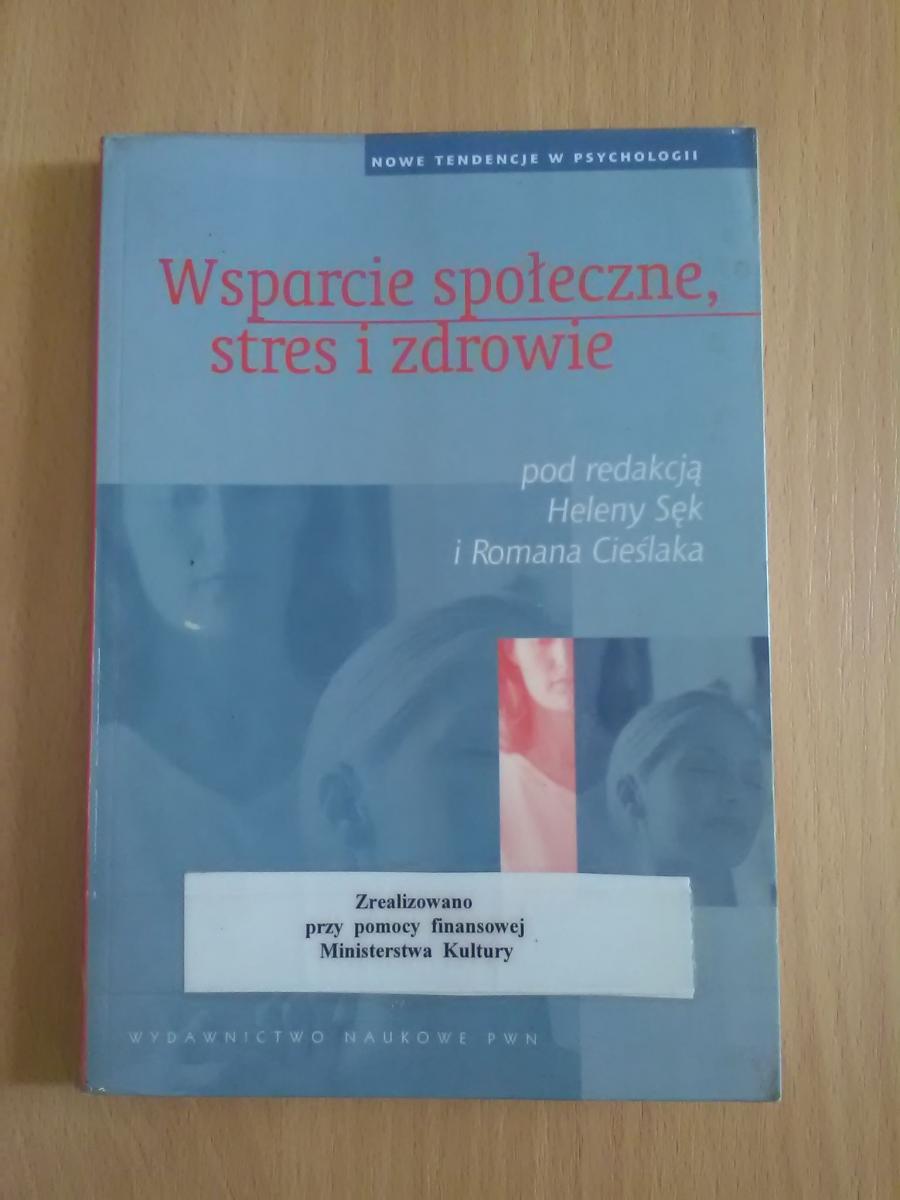 NOWE TENDENCJE W PSYCHOLOGII
Wsparcie społeczne,
stres i zdrowie
pod redakcją
Heleny Sęk
i Romana Cieślaka
Zrealizowano
przy pomocy finansowej
Ministerstwa Kultury
WYDAWNICTWO NAUKOWE PWN